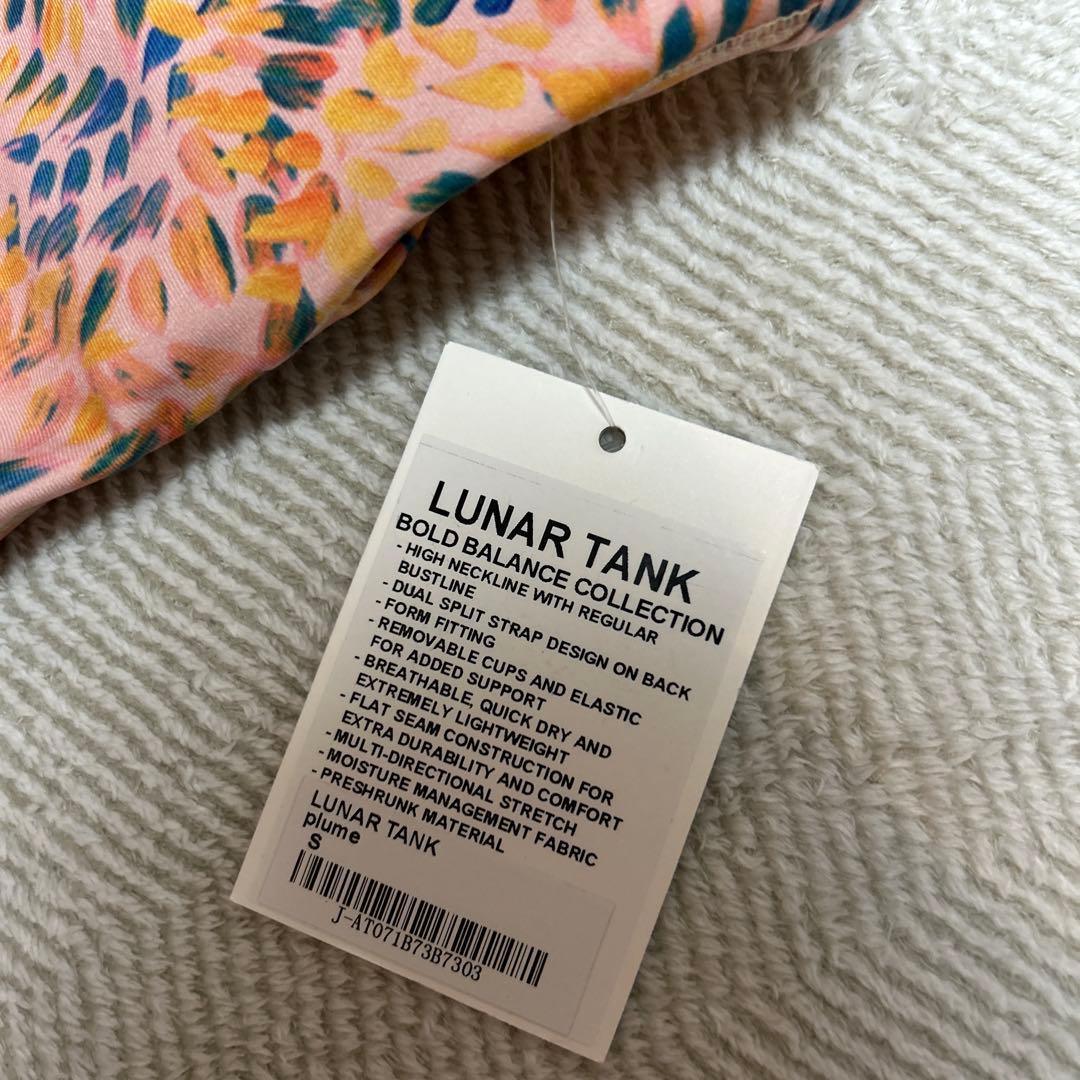 LUNAR TANK
BOLD BALANCE COLLECTION
- HIGH NECKLINE WITH REGULAR
BUSTLINE
- DUAL SPLIT STRAP DESIGN ON BACK
- FORM FITTING
- REMOVABLE CUPS AND ELASTIC
FOR ADDED SUPPORT
- BREATHABLE, QUICK DRY AND
EXTREMELY LIGHTWEIGHT
- FLAT SEAM CONSTRUCTION FOR
EXTRA DURABILITY AND COMFORT
- MULTI-DIRECTIONAL STRETCH
- MOISTURE MANAGEMENT FABRIC
- PRESHRUNK MATERIAL
LUNAR TANK
plume
S
J-AT071B73B7303